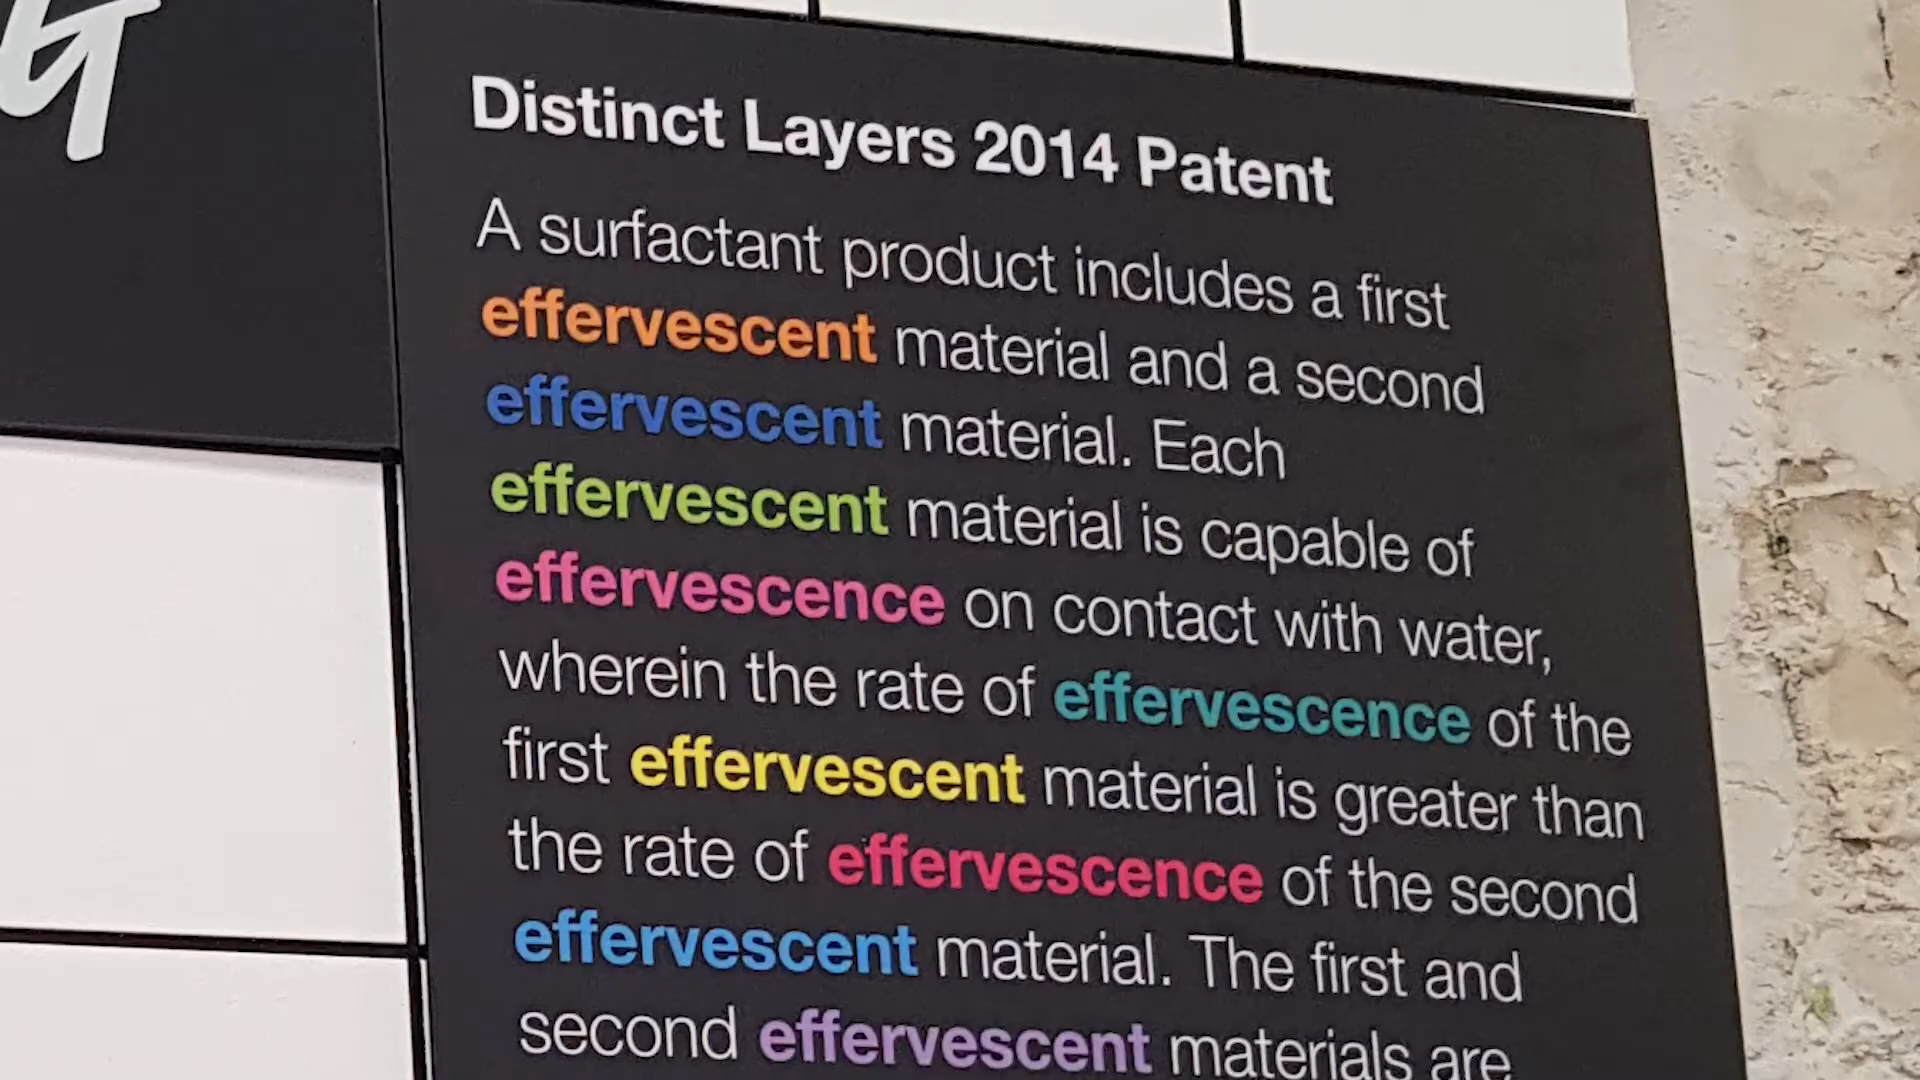 Distinct Layers 2014 Patent
A surfactant product includes a first
effervescent material and a second
effervescent material. Each
effervescent material is capable of
effervescence on contact with water,
wherein the rate of effervescence of the
first effervescent material is greater than
the rate of effervescence of the second
effervescent material. The first and
second effervescent materials are